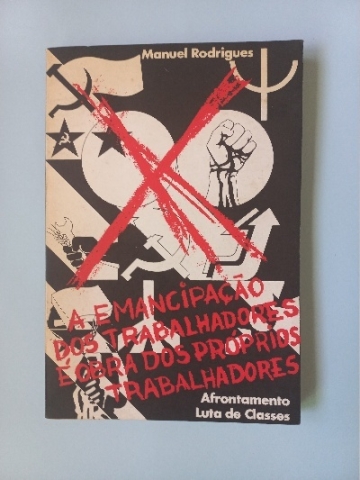 Manuel Rodrigues
A EMANCIPAÇÃO
DOS TRABALHADORES
É OBRA DOS PRÓPRIOS
TRABALHADORES
Afrontamento
Luta de Classes